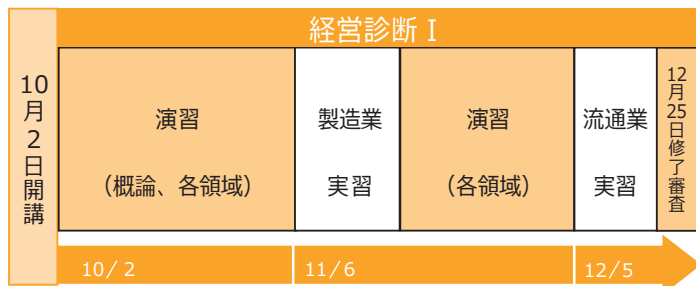 経営診断Ⅰ
10月2日開講
演習
(概論、各領域)
製造業
実習
演習
(各領域)
流通業
実習
12月25日修了審査
10/ 2
11/6
12/5